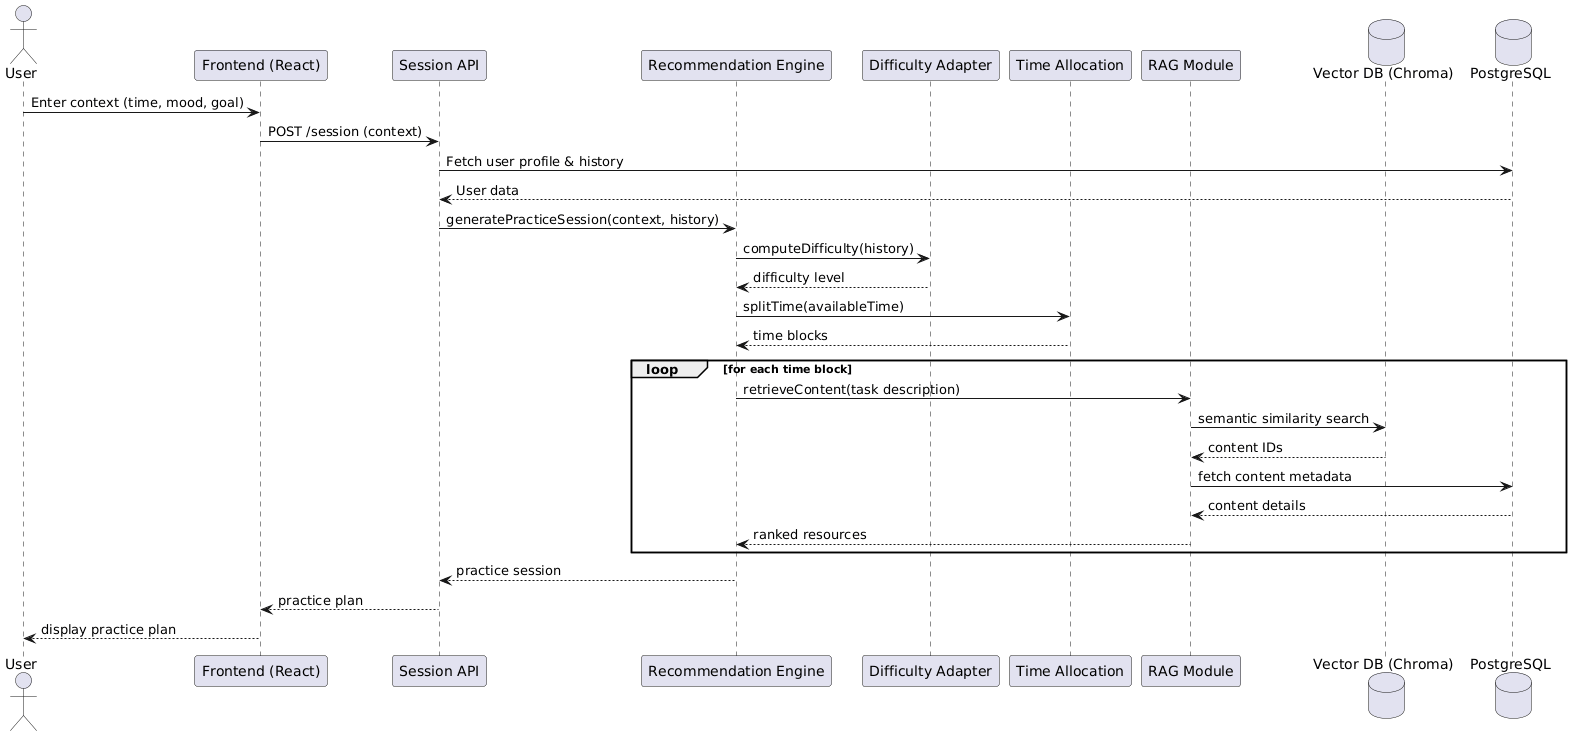 User
Frontend (React)
Session API
Recommendation Engine
Difficulty Adapter
Time Allocation
RAG Module
Vector DB (Chroma)
PostgreSQL
Enter context (time, mood, goal)
POST /session (context)
Fetch user profile & history
User data
generatePracticeSession(context, history)
computeDifficulty(history)
difficulty level
splitTime(availableTime)
time blocks
loop [for each time block]
retrieveContent(task description)
semantic similarity search
content IDs
fetch content metadata
content details
ranked resources
practice session
practice plan
display practice plan
User
Frontend (React)
Session API
Recommendation Engine
Difficulty Adapter
Time Allocation
RAG Module
Vector DB (Chroma)
PostgreSQL